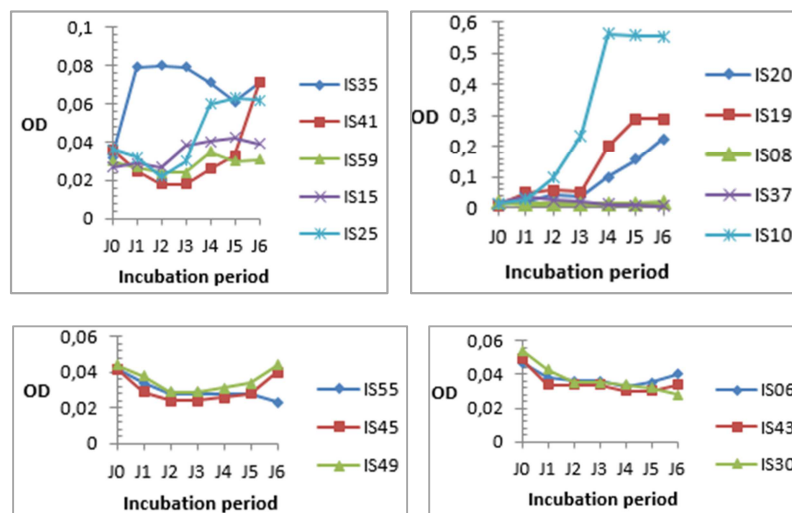 0,1
0,08
0,06
0,04
0,02
0
OD
J0 J1 J2 J3 J4 J5 J6
Incubation period
IS35
IS41
IS59
IS15
IS25
0,6
0,5
0,4
0,3
0,2
0,1
0
OD
J0 J1 J2 J3 J4 J5 J6
Incubation period
IS20
IS19
IS08
IS37
IS10
0,06
0,04
0,02
0
OD
J0 J1 J2 J3 J4 J5 J6
Incubation period
IS55
IS45
IS49
0,06
0,04
0,02
0
OD
J0 J1 J2 J3 J4 J5 J6
Incubation period
IS06
IS43
IS30